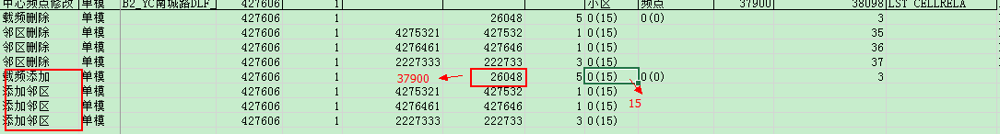 中心频点修改 单模 B2_YC南城路DLF_ 427606 1 小区 频点 37900 38098 LST CELLRELA
载频删除 单模 427606 1 26048 5 0(15) 0(0) 3
邻区删除 单模 427606 1 4275321 427532 1 0(15) 35
邻区删除 单模 427606 1 4276461 427646 1 0(15) 36
邻区删除 单模 427606 1 2227333 222733 3 0(15) 37
载频添加 单模 427606 1 37900 26048 5 0(15) 0(0) 3
添加邻区 单模 427606 1 4275321 427532 1 0(15)
添加邻区 单模 427606 1 4276461 427646 1 0(15) 15
添加邻区 单模 427606 1 2227333 222733 3 0(15)